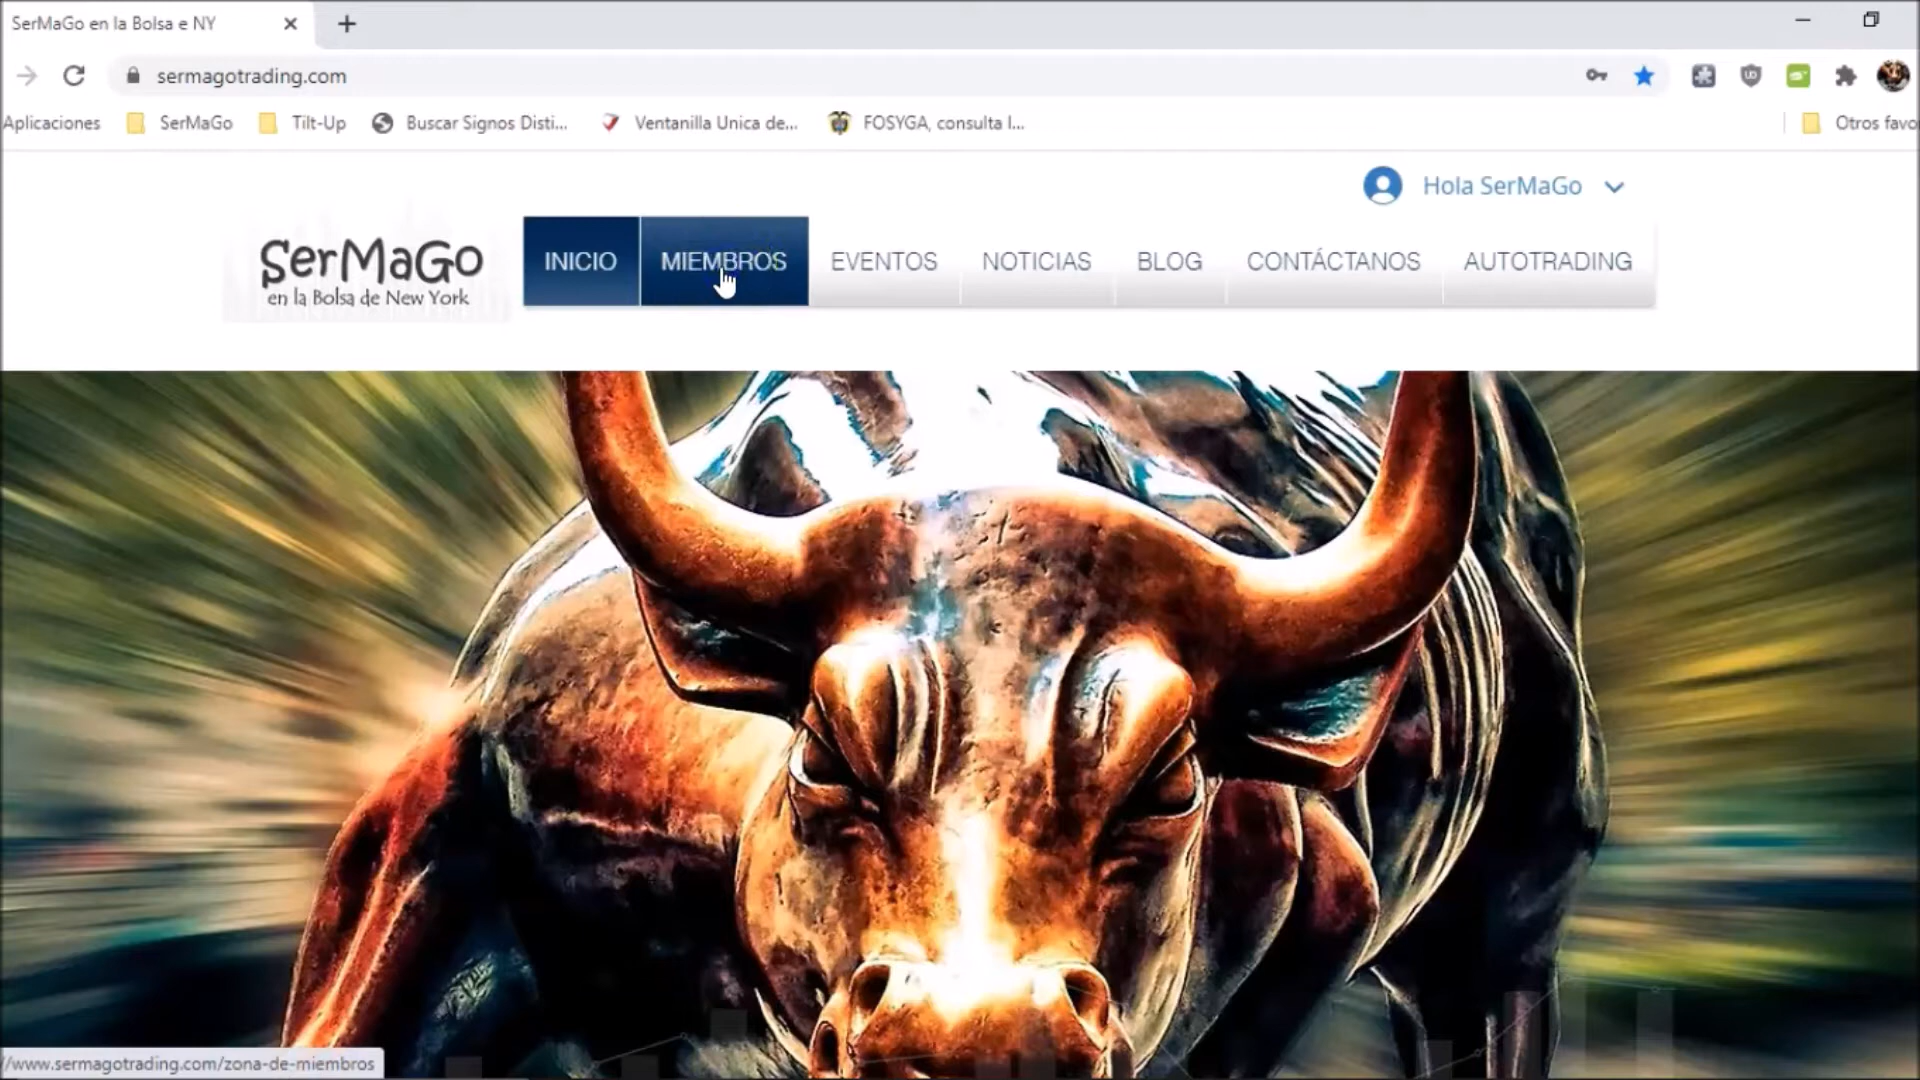 SerMaGo en la Bolsa e NY
sermagotrading.com
Aplicaciones SerMaGo Tilt-Up Buscar Signos Disti... Ventanilla Unica de... FOSYGA, consulta l... Otros favo
Hola SerMaGo
SerMaGo
en la Bolsa de New York
INICIO MIEMBROS EVENTOS NOTICIAS BLOG CONTÁCTANOS AUTOTRADING
/www.sermagotrading.com/zona-de-miembros